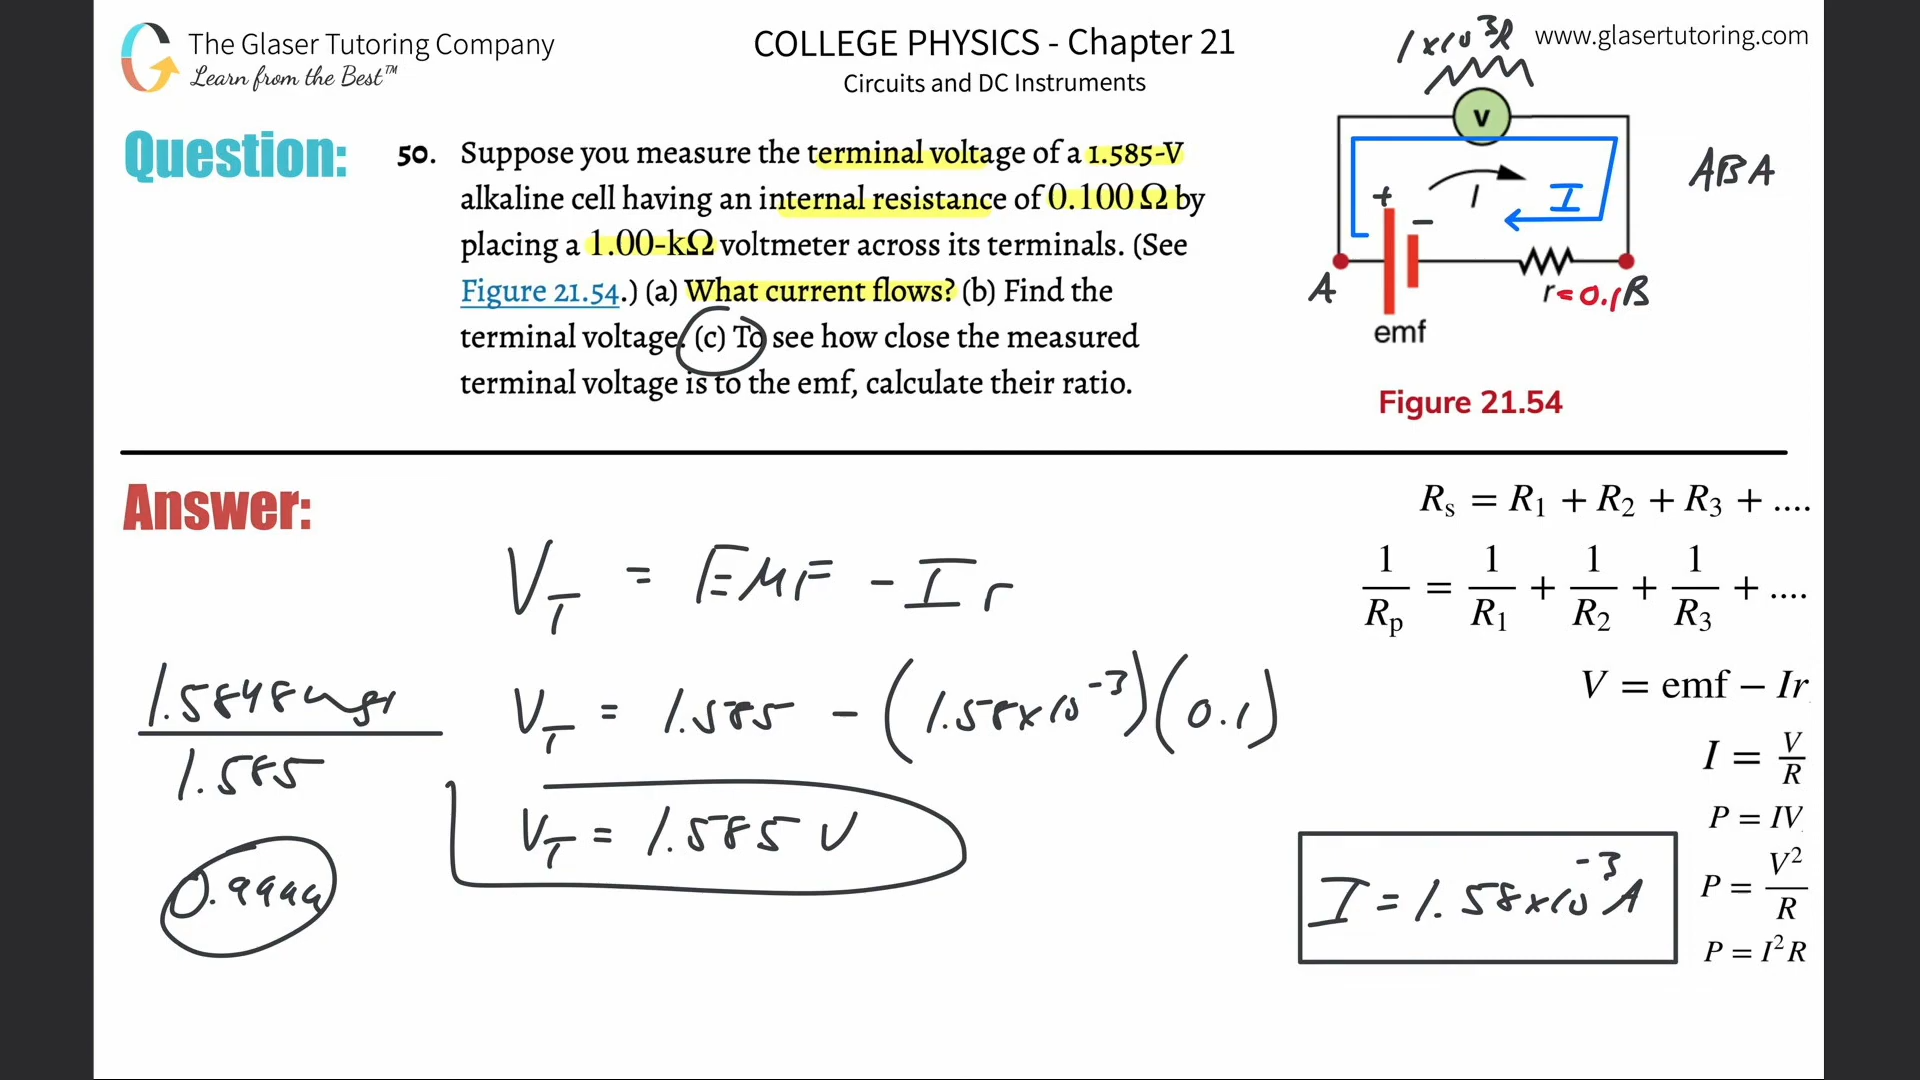 The Glaser Tutoring Company
Learn from the Best™
COLLEGE PHYSICS - Chapter 21
Circuits and DC Instruments
www.glasertutoring.com
Question:
50. Suppose you measure the terminal voltage of a 1.585-V
alkaline cell having an internal resistance of 0.100 Ω by
placing a 1.00-kΩ voltmeter across its terminals. (See
Figure 21.54.) (a) What current flows? (b) Find the
terminal voltage. (c) To see how close the measured
terminal voltage is to the emf, calculate their ratio.
1x10³Ω
V
+
−
I
I
ABA
A
r=0.1
B
emf
Figure 21.54
Answer:
V_T = EMF - Ir
V_T = 1.585 - (1.58x10⁻³)(0.1)
V_T = 1.585 V
1.5848
1.585
0.9999
I = 1.58x10⁻³A
Rₛ = R₁ + R₂ + R₃ + ....
1/Rₚ = 1/R₁ + 1/R₂ + 1/R₃ + ....
V = emf − Ir
I = V/R
P = IV
P = V²/R
P = I²R